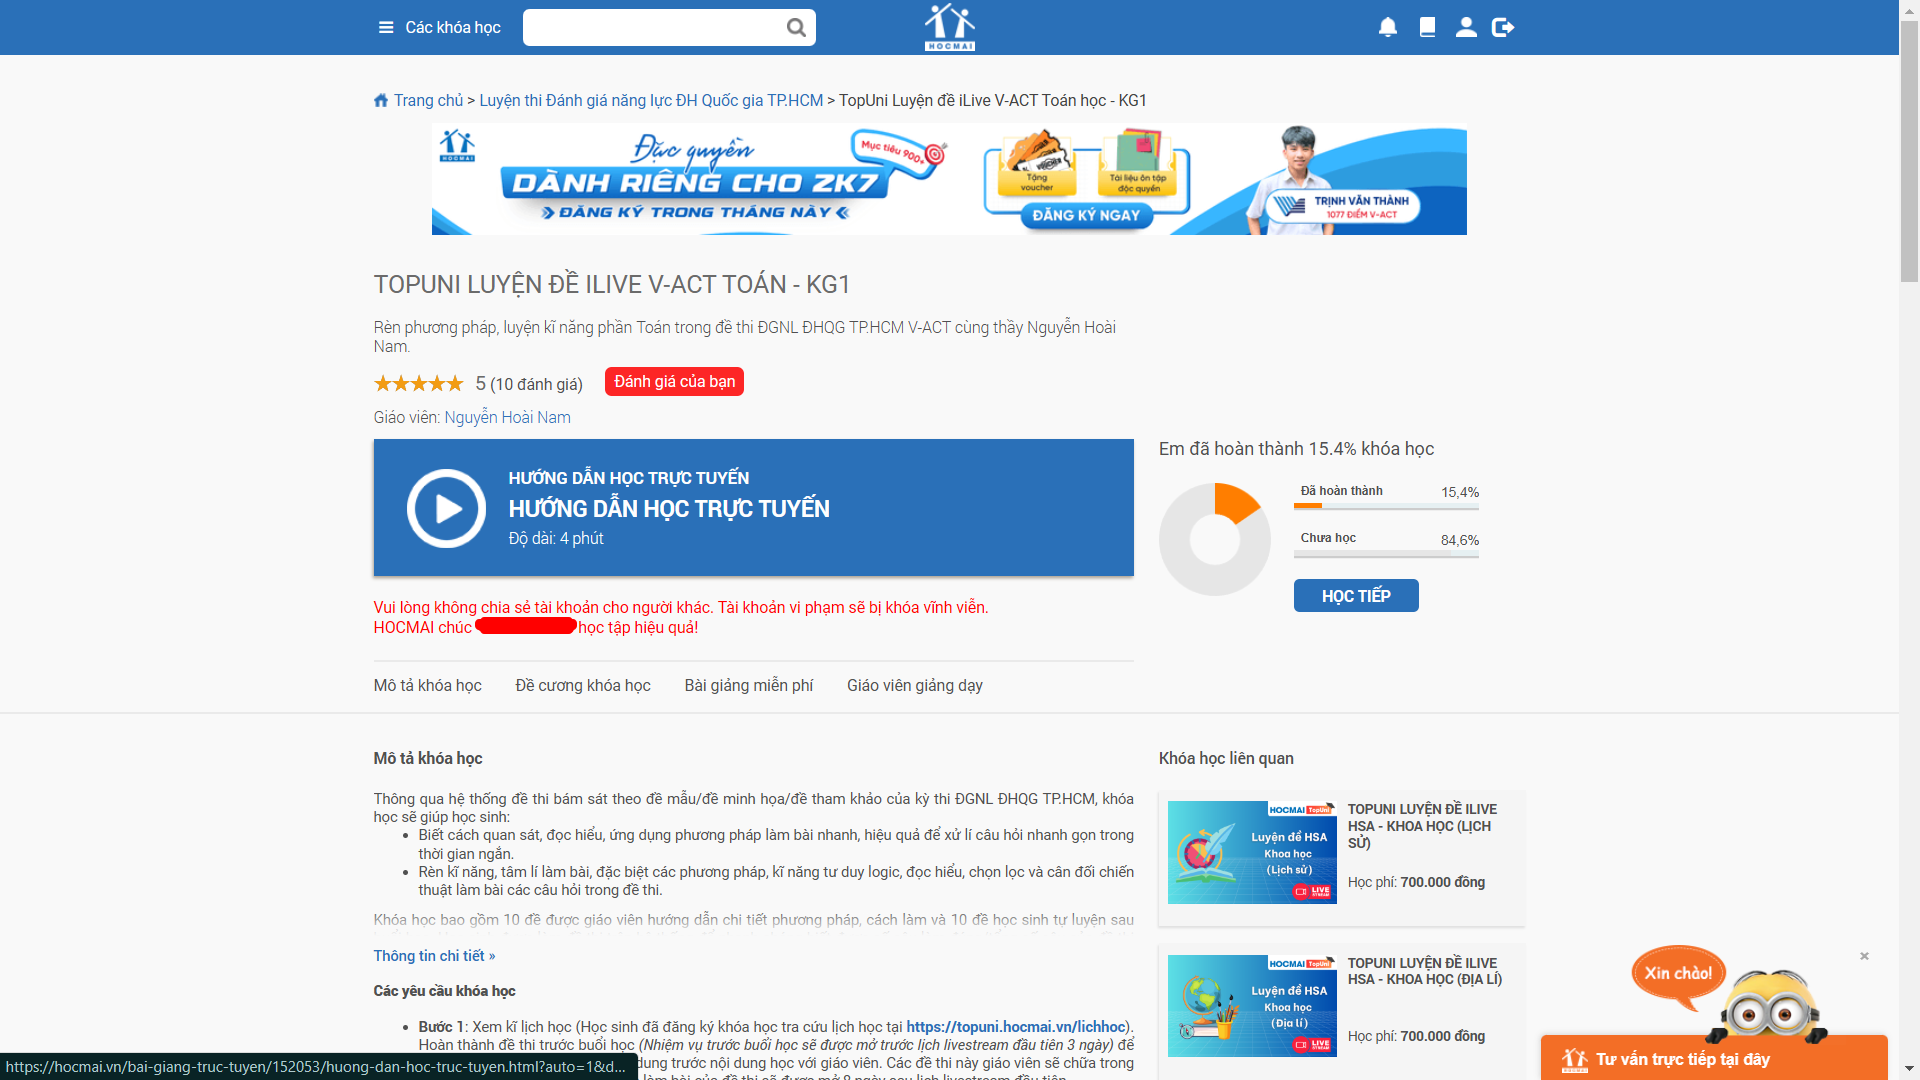 Các khóa học
HOCMAI
Trang chủ > Luyện thi Đánh giá năng lực ĐH Quốc gia TP.HCM > TopUni Luyện đề iLive V-ACT Toán học - KG1
HOCMAI
Đặc quyền
DÀNH RIÊNG CHO 2K7
ĐĂNG KÝ TRONG THÁNG NÀY
Mục tiêu 900+
Tặng voucher
Tài liệu ôn tập độc quyền
ĐĂNG KÝ NGAY
TRỊNH VĂN THÀNH
1077 ĐIỂM V-ACT
TOPUNI LUYỆN ĐỀ ILIVE V-ACT TOÁN - KG1
Rèn phương pháp, luyện kĩ năng phần Toán trong đề thi ĐGNL ĐHQG TP.HCM V-ACT cùng thầy Nguyễn Hoài
Nam.
5 (10 đánh giá)
Đánh giá của bạn
Giáo viên: Nguyễn Hoài Nam
HƯỚNG DẪN HỌC TRỰC TUYẾN
HƯỚNG DẪN HỌC TRỰC TUYẾN
Độ dài: 4 phút
Em đã hoàn thành 15.4% khóa học
Đã hoàn thành 15,4%
Chưa học 84,6%
HỌC TIẾP
Vui lòng không chia sẻ tài khoản cho người khác. Tài khoản vi phạm sẽ bị khóa vĩnh viễn.
HOCMAI chúc học tập hiệu quả!
Mô tả khóa học
Đề cương khóa học
Bài giảng miễn phí
Giáo viên giảng dạy
Mô tả khóa học
Thông qua hệ thống đề thi bám sát theo đề mẫu/đề minh họa/đề tham khảo của kỳ thi ĐGNL ĐHQG TP.HCM, khóa
học sẽ giúp học sinh:
• Biết cách quan sát, đọc hiểu, ứng dụng phương pháp làm bài nhanh, hiệu quả để xử lí câu hỏi nhanh gọn trong
thời gian ngắn.
• Rèn kĩ năng, tâm lí làm bài, đặc biệt các phương pháp, kĩ năng tư duy logic, đọc hiểu, chọn lọc và cân đối chiến
thuật làm bài các câu hỏi trong đề thi.
Khóa học bao gồm 10 đề được giáo viên hướng dẫn chi tiết phương pháp, cách làm và 10 đề học sinh tự luyện sau
Thông tin chi tiết »
Các yêu cầu khóa học
• Bước 1: Xem kĩ lịch học (Học sinh đã đăng ký khóa học tra cứu lịch học tại https://topuni.hocmai.vn/lichhoc).
Hoàn thành đề thi trước buổi học (Nhiệm vụ trước buổi học sẽ được mở trước lịch livestream đầu tiên 3 ngày) để
dung trước nội dung học với giáo viên. Các đề thi này giáo viên sẽ chữa trong
làm bài của đề thi sẽ được mở 8 ngày sau lịch livestream đầu tiên
Khóa học liên quan
HOCMAI TopUni
Luyện đề HSA
Khoa học
(Lịch sử)
LIVE
TOPUNI LUYỆN ĐỀ ILIVE
HSA - KHOA HỌC (LỊCH
SỬ)
Học phí: 700.000 đồng
HOCMAI TopUni
Luyện đề HSA
Khoa học
(Địa lí)
LIVE
TOPUNI LUYỆN ĐỀ ILIVE
HSA - KHOA HỌC (ĐỊA LÍ)
Học phí: 700.000 đồng
Xin chào!
Tư vấn trực tiếp tại đây
https://hocmai.vn/bai-giang-truc-tuyen/152053/huong-dan-hoc-truc-tuyen.html?auto=1&d...